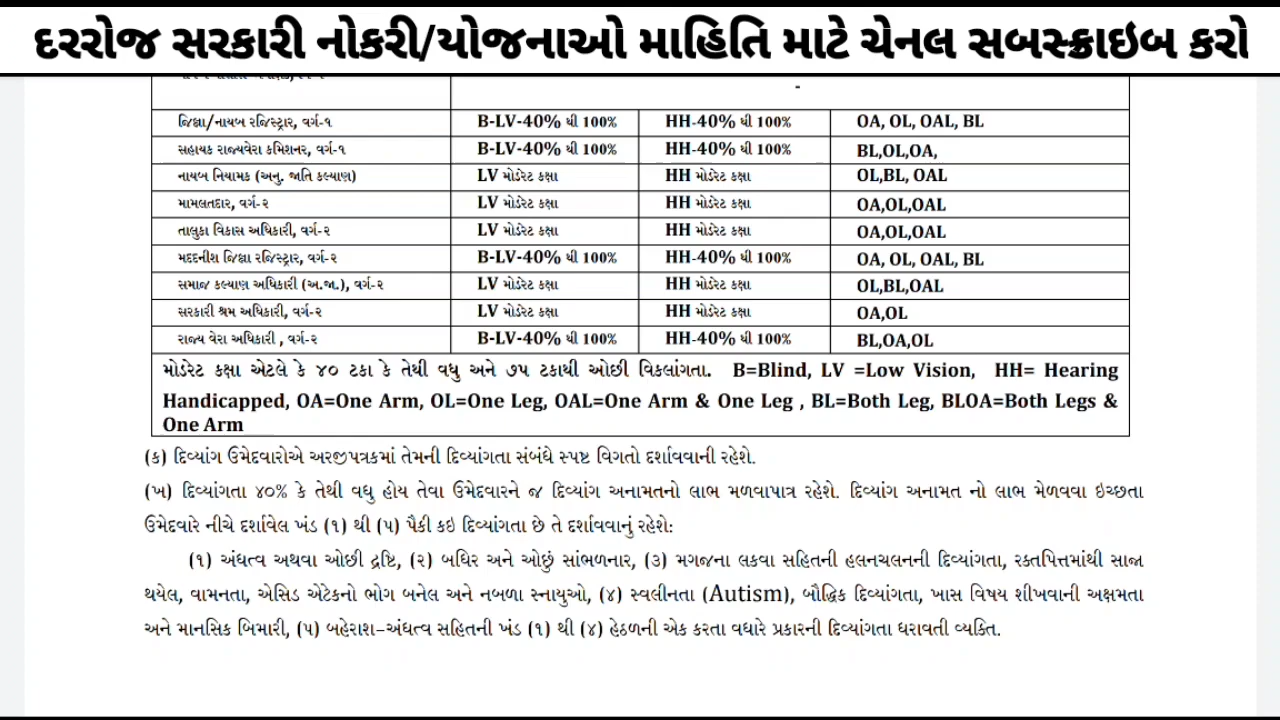 દરરોજ સરકારી નોકરી/યોજનાઓ માહિતિ માટે ચેનલ સબસ્ક્રાઇબ કરો
-
જિલ્લા/નાયબ રજિસ્ટ્રાર, વર્ગ-૧ B-LV-40% થી 100% HH-40% થી 100% OA, OL, OAL, BL
સહાયક રાજ્યવેરા કમિશનર, વર્ગ-૧ B-LV-40% થી 100% HH-40% થી 100% BL,OL,OA,
નાયબ નિયામક (અનુ. જાતિ કલ્યાણ) LV મોડરેટ કક્ષા HH મોડરેટ કક્ષા OL,BL, OAL
મામલતદાર, વર્ગ-૨ LV મોડરેટ કક્ષા HH મોડરેટ કક્ષા OA,OL,OAL
તાલુકા વિકાસ અધિકારી, વર્ગ-૨ LV મોડરેટ કક્ષા HH મોડરેટ કક્ષા OA,OL,OAL
મદદનીશ જિલ્લા રજિસ્ટ્રાર, વર્ગ-૨ B-LV-40% થી 100% HH-40% થી 100% OA, OL, OAL, BL
સમાજ કલ્યાણ અધિકારી (અ.જા.), વર્ગ-૨ LV મોડરેટ કક્ષા HH મોડરેટ કક્ષા OL,BL,OAL
સરકારી શ્રમ અધિકારી, વર્ગ-૨ LV મોડરેટ કક્ષા HH મોડરેટ કક્ષા OA,OL
રાજ્ય વેરા અધિકારી , વર્ગ-૨ B-LV-40% થી 100% HH-40% થી 100% BL,OA,OL
મોડરેટ કક્ષા એટલે કે ૪૦ ટકા કે તેથી વધુ અને ૭૫ ટકાથી ઓછી વિકલાંગતા. B=Blind, LV =Low Vision, HH= Hearing
Handicapped, OA=One Arm, OL=One Leg, OAL=One Arm & One Leg , BL=Both Leg, BLOA=Both Legs &
One Arm
(ક) દિવ્યાંગ ઉમેદવારોએ અરજીપત્રકમાં તેમની દિવ્યાંગતા સંબંધે સ્પષ્ટ વિગતો દર્શાવવાની રહેશે.
(ખ) દિવ્યાંગતા ૪૦% કે તેથી વધુ હોય તેવા ઉમેદવારને જ દિવ્યાંગ અનામતનો લાભ મળવાપાત્ર રહેશે. દિવ્યાંગ અનામત નો લાભ મેળવવા ઇચ્છતા
ઉમેદવારે નીચે દર્શાવેલ ખંડ (૧) થી (૫) પૈકી કઇ દિવ્યાંગતા છે તે દર્શાવવાનું રહેશે:
(૧) અંધત્વ અથવા ઓછી દ્રષ્ટિ, (૨) બધિર અને ઓછું સાંભળનાર, (૩) મગજના લકવા સહિતની હલનચલનની દિવ્યાંગતા, રક્તપિત્તમાંથી સાજા
થયેલ, વામનતા, એસિડ એટેકનો ભોગ બનેલ અને નબળા સ્નાયુઓ, (૪) સ્વલીનતા (Autism), બૌદ્ધિક દિવ્યાંગતા, ખાસ વિષય શીખવાની અક્ષમતા
અને માનસિક બિમારી, (૫) બહેરાશ–અંધત્વ સહિતની ખંડ (૧) થી (૪) હેઠળની એક કરતા વધારે પ્રકારની દિવ્યાંગતા ધરાવતી વ્યક્તિ.